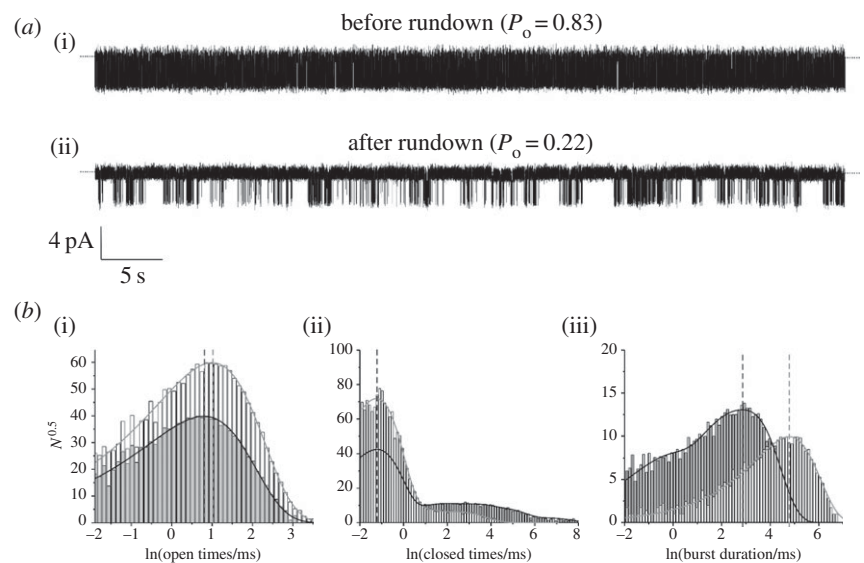 (a)
before rundown (Pₒ = 0.83)
(i)
after rundown (Pₒ = 0.22)
(ii)
4 pA
5 s
(b)
(i)
(ii)
(iii)
60
50
40
30
20
10
0
N^0.5
–2 –1 0 1 2 3
ln(open times/ms)
100
80
60
40
20
0
–2 0 2 4 6 8
ln(closed times/ms)
20
15
10
5
0
–2 0 2 4 6
ln(burst duration/ms)